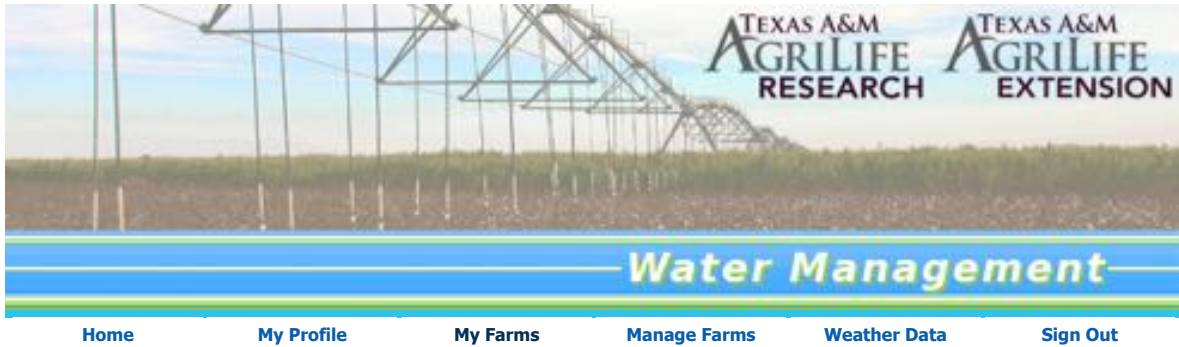 TEXAS A&M
AGRILIFE
RESEARCH
TEXAS A&M
AGRILIFE
EXTENSION
Water Management
Home My Profile My Farms Manage Farms Weather Data Sign Out